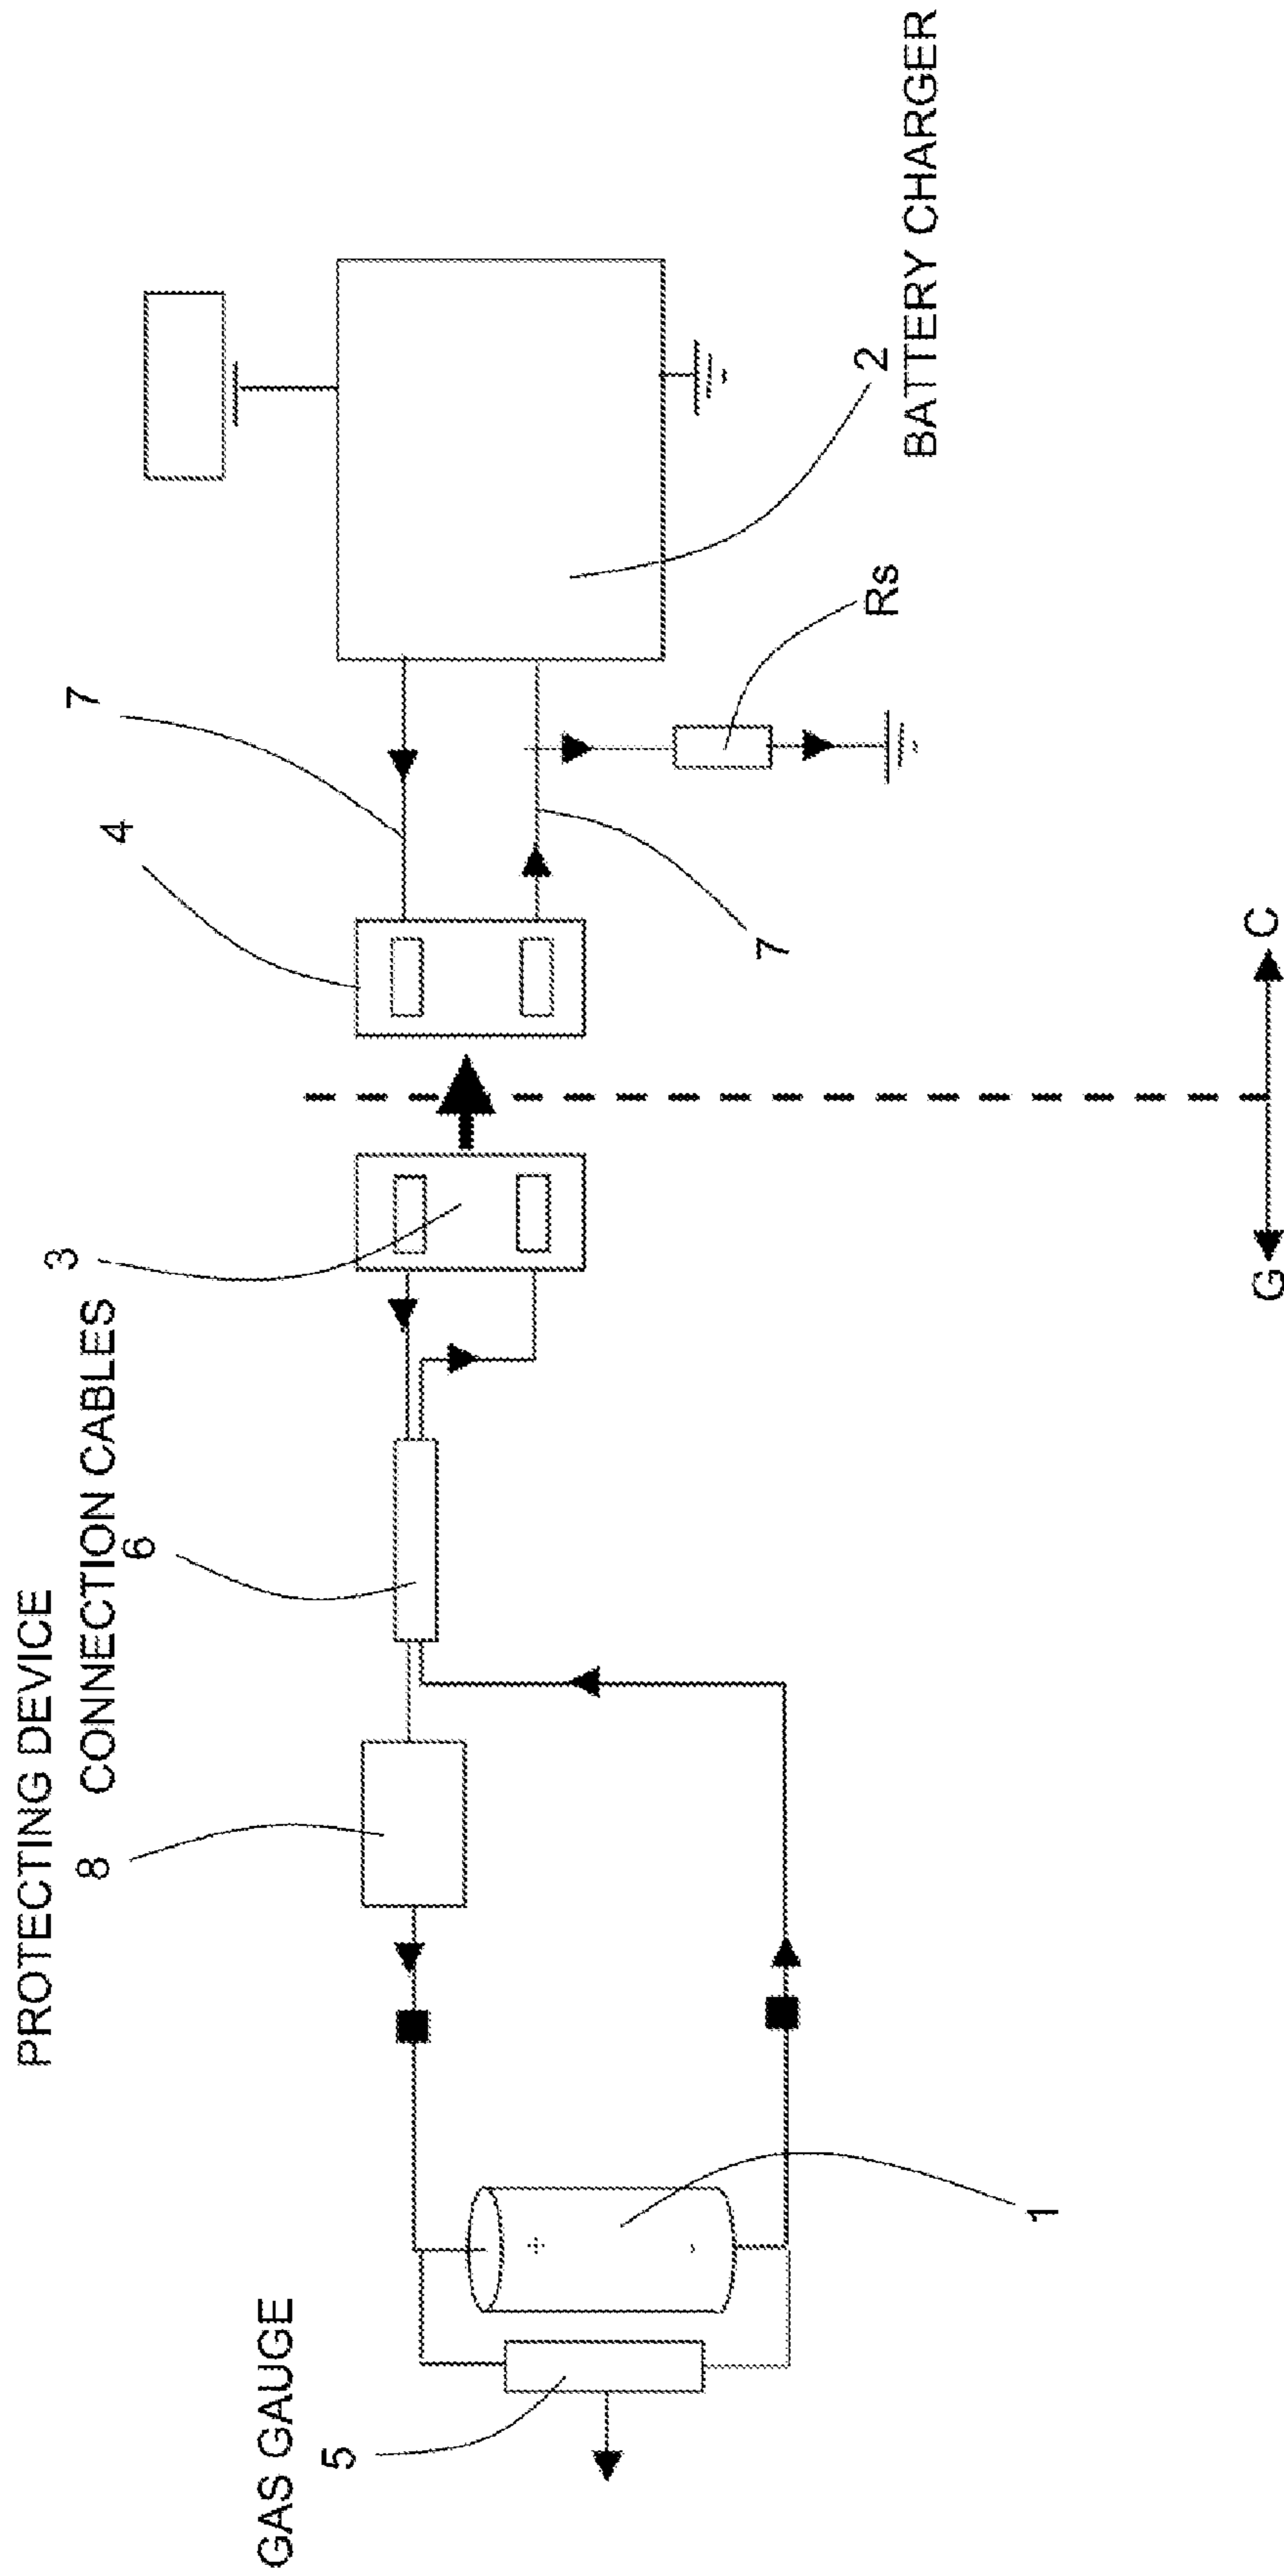 PROTECTING DEVICE
8 CONNECTION CABLES
6
3
4
7
GAS GAUGE
5
+
-
1
7
Rs
2
BATTERY CHARGER
G
C